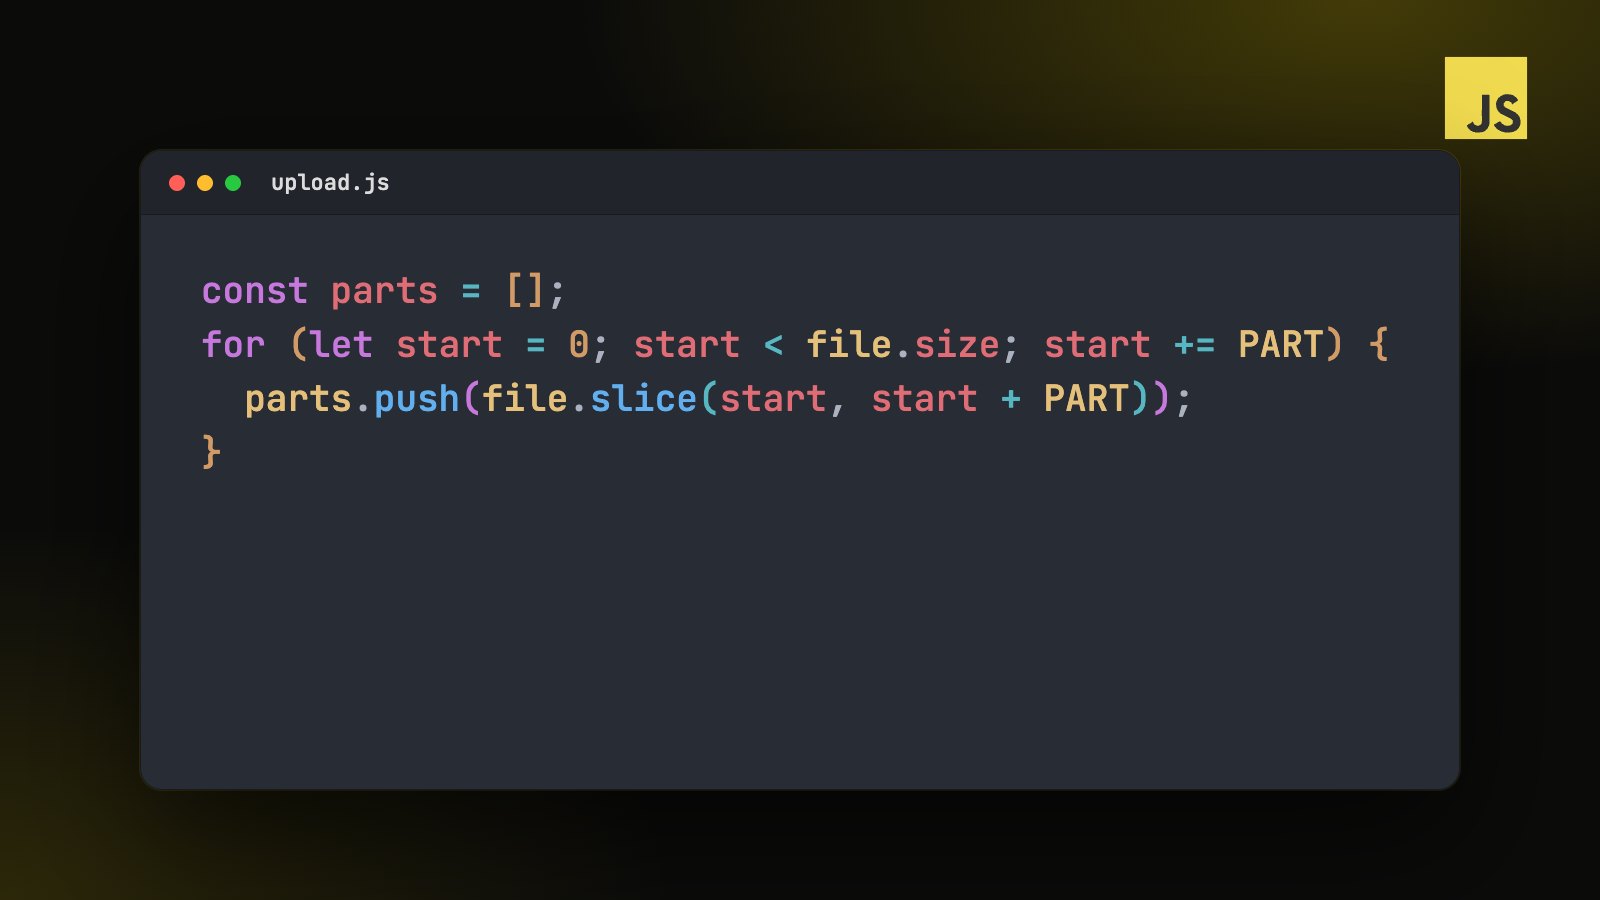 JS
upload.js
const parts = [];
for (let start = 0; start < file.size; start += PART) {
  parts.push(file.slice(start, start + PART));
}